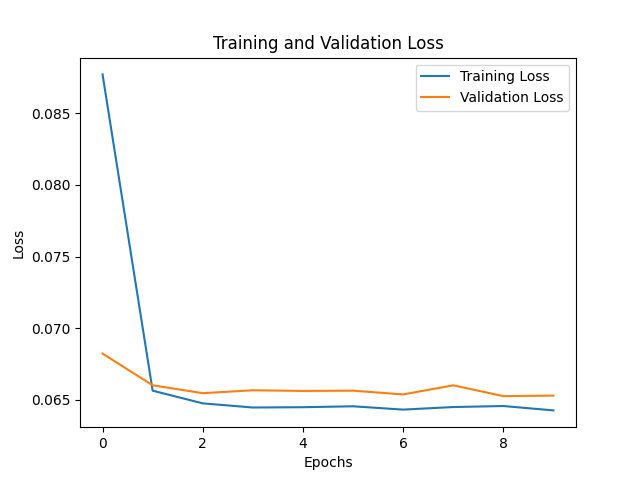 Training and Validation Loss
Training Loss
Validation Loss
0.085
0.080
0.075
0.070
0.065
Loss
0 2 4 6 8
Epochs